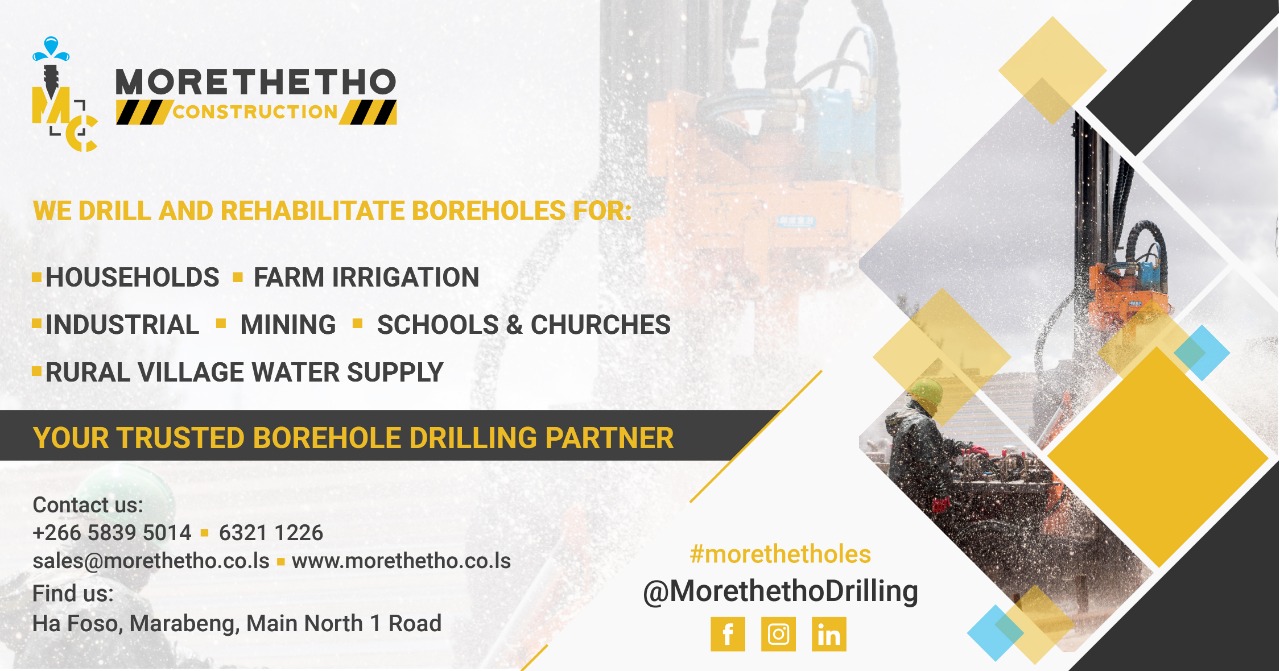 MC
MORETHETHO
CONSTRUCTION
WE DRILL AND REHABILITATE BOREHOLES FOR:
HOUSEHOLDS ▪ FARM IRRIGATION
INDUSTRIAL ▪ MINING ▪ SCHOOLS & CHURCHES
RURAL VILLAGE WATER SUPPLY
YOUR TRUSTED BOREHOLE DRILLING PARTNER
Contact us:
+266 5839 5014 ▪ 6321 1226
sales@morethetho.co.ls ▪ www.morethetho.co.ls
Find us:
Ha Foso, Marabeng, Main North 1 Road
#morethetholes
@MorethethoDrilling
f in